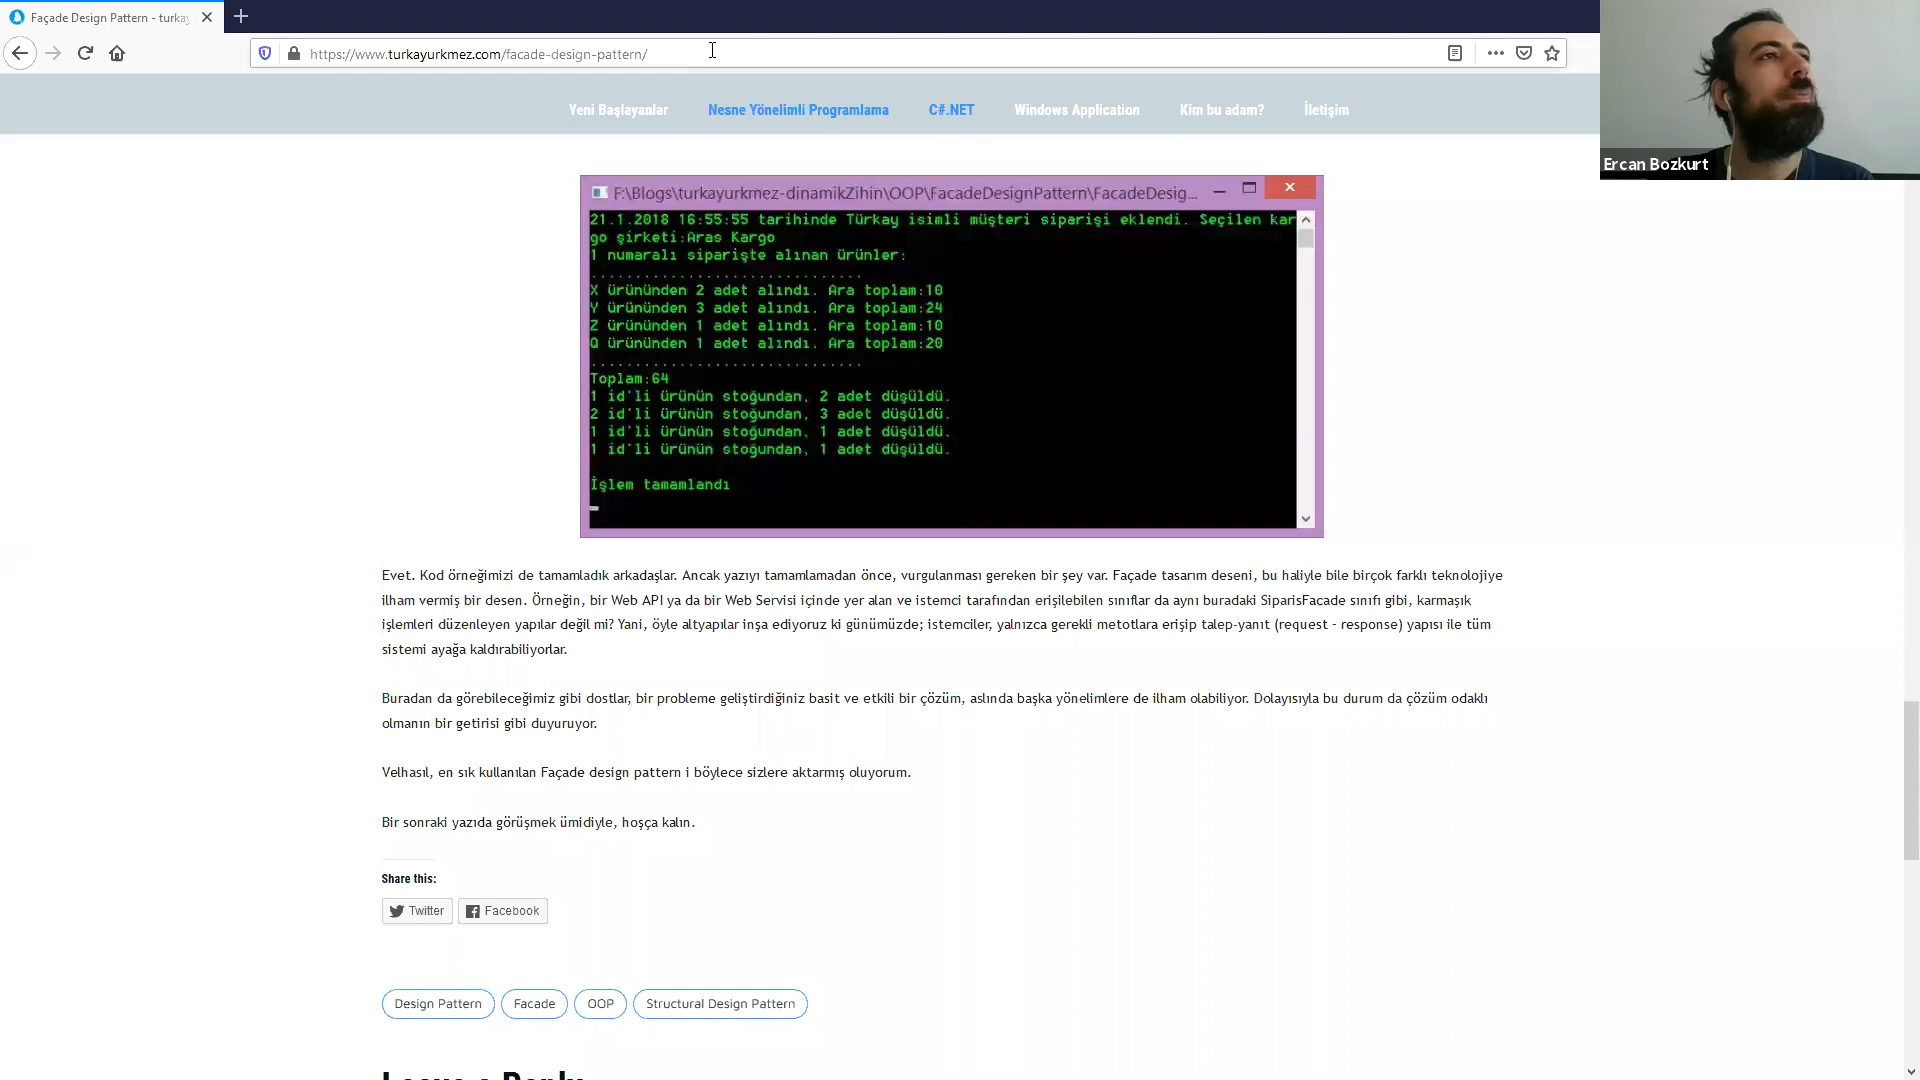 Façade Design Pattern - turkay
https://www.turkayurkmez.com/facade-design-pattern/
Yeni Başlayanlar Nesne Yönelimli Programlama C#.NET Windows Application Kim bu adam? İletişim
Ercan Bozkurt
F:\Blogs\turkayurkmez-dinamikZihin\OOP\FacadeDesignPattern\FacadeDesig...
21.1.2018 16:55:55 tarihinde Türkay isimli müşteri siparişi eklendi. Seçilen kar
go şirketi:Aras Kargo
1 numaralı siparişte alınan ürünler:
...............................
X ürününden 2 adet alındı. Ara toplam:10
Y ürününden 3 adet alındı. Ara toplam:24
Z ürününden 1 adet alındı. Ara toplam:10
Q ürününden 1 adet alındı. Ara toplam:20
...............................
Toplam:64
1 id'li ürünün stoğundan, 2 adet düşüldü.
2 id'li ürünün stoğundan, 3 adet düşüldü.
1 id'li ürünün stoğundan, 1 adet düşüldü.
1 id'li ürünün stoğundan, 1 adet düşüldü.
İşlem tamamlandı
Evet. Kod örneğimizi de tamamladık arkadaşlar. Ancak yazıyı tamamlamadan önce, vurgulanması gereken bir şey var. Façade tasarım deseni, bu haliyle bile birçok farklı teknolojiye
ilham vermiş bir desen. Örneğin, bir Web API ya da bir Web Servisi içinde yer alan ve istemci tarafından erişilebilen sınıflar da aynı buradaki SiparisFacade sınıfı gibi, karmaşık
işlemleri düzenleyen yapılar değil mi? Yani, öyle altyapılar inşa ediyoruz ki günümüzde; istemciler, yalnızca gerekli metotlara erişip talep-yanıt (request - response) yapısı ile tüm
sistemi ayağa kaldırabiliyorlar.
Buradan da görebileceğimiz gibi dostlar, bir probleme geliştirdiğiniz basit ve etkili bir çözüm, aslında başka yönelimlere de ilham olabiliyor. Dolayısıyla bu durum da çözüm odaklı
olmanın bir getirisi gibi duyuruyor.
Velhasıl, en sık kullanılan Façade design pattern i böylece sizlere aktarmış oluyorum.
Bir sonraki yazıda görüşmek ümidiyle, hoşça kalın.
Share this:
Twitter Facebook
Design Pattern Facade OOP Structural Design Pattern
Leave a Reply